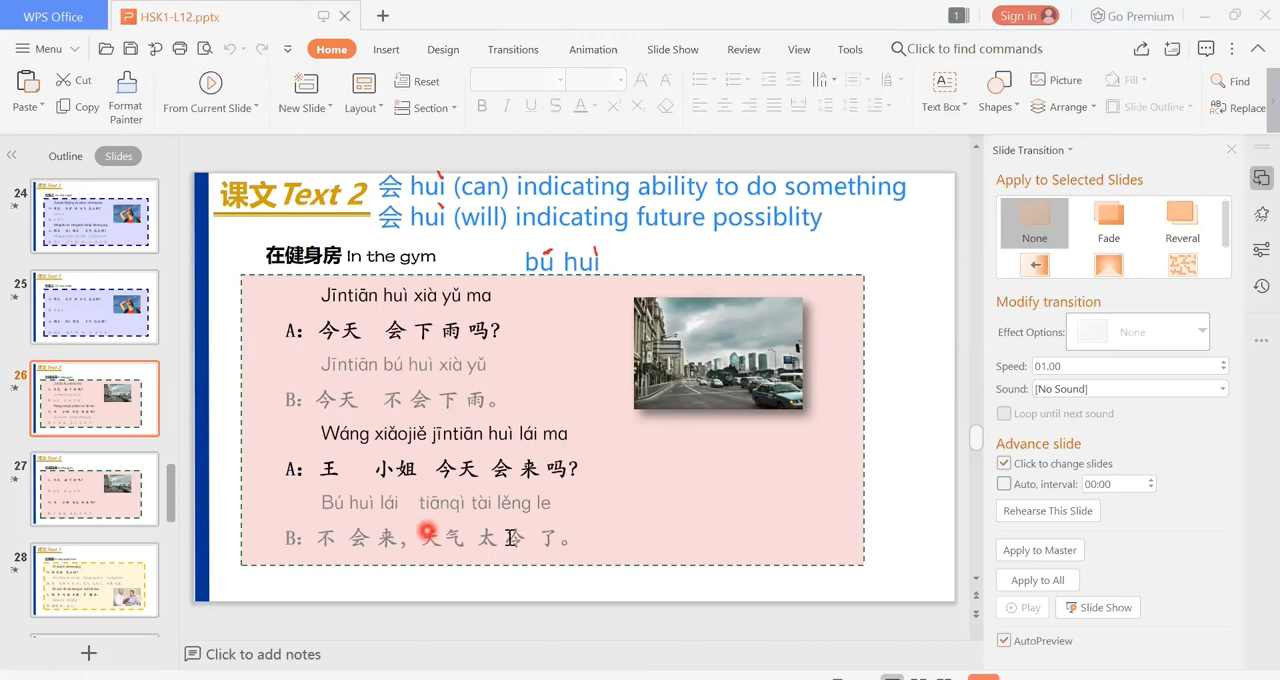 WPS Office
HSK1-L12.pptx
1
Sign in
Go Premium
Menu
Home
Insert
Design
Transitions
Animation
Slide Show
Review
View
Tools
Click to find commands
Paste
Cut
Copy
Format Painter
From Current Slide
New Slide
Layout
Reset
Section
B I U S A
Text Box
Shapes
Picture
Arrange
Fill
Slide Outline
Find
Replace
Outline
Slides
24
25
26
27
28
课文Text 2
会 huì (can) indicating ability to do something
会 huì (will) indicating future possiblity
在健身房 In the gym
bú huì
Jīntiān huì xià yǔ ma
A：今天 会 下 雨 吗？
Jīntiān bú huì xià yǔ
B：今天 不 会 下 雨。
Wáng xiǎojiě jīntiān huì lái ma
A：王 小姐 今天 会 来 吗？
Bú huì lái tiānqì tài lěng le
B：不 会 来，天气 太 冷 了。
Click to add notes
Slide Transition
Apply to Selected Slides
None
Fade
Reveral
Modify transition
Effect Options:
None
Speed: 01.00
Sound: [No Sound]
Loop until next sound
Advance slide
Click to change slides
Auto, interval: 00:00
Rehearse This Slide
Apply to Master
Apply to All
Play
Slide Show
AutoPreview